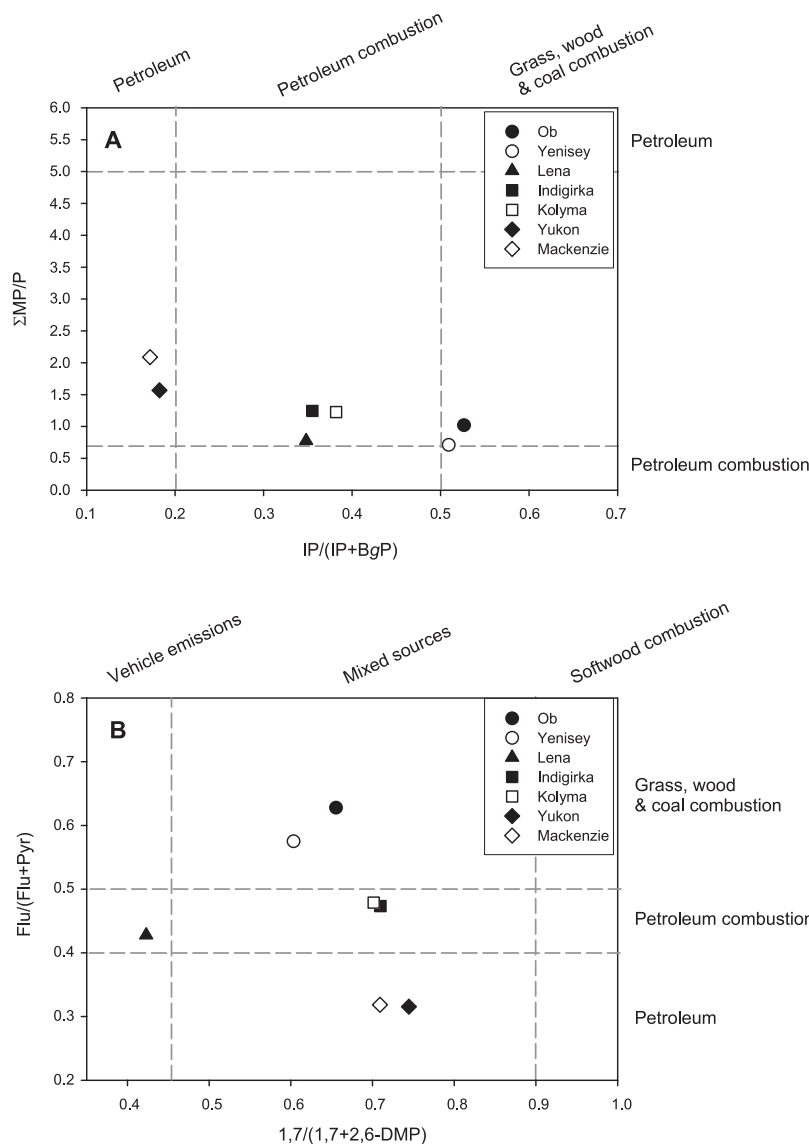 Petroleum
Petroleum combustion
Grass, wood
& coal combustion
A
6.0
5.5
5.0
4.5
4.0
3.5
3.0
2.5
2.0
1.5
1.0
0.5
0.0
ΣMP/P
Ob
Yenisey
Lena
Indigirka
Kolyma
Yukon
Mackenzie
Petroleum
Petroleum combustion
0.1 0.2 0.3 0.4 0.5 0.6 0.7
IP/(IP+BgP)
Vehicle emissions
Mixed sources
Softwood combustion
B
0.8
0.7
0.6
0.5
0.4
0.3
0.2
Flu/(Flu+Pyr)
Ob
Yenisey
Lena
Indigirka
Kolyma
Yukon
Mackenzie
Grass, wood
& coal combustion
Petroleum combustion
Petroleum
0.4 0.5 0.6 0.7 0.8 0.9 1.0
1,7/(1,7+2,6-DMP)